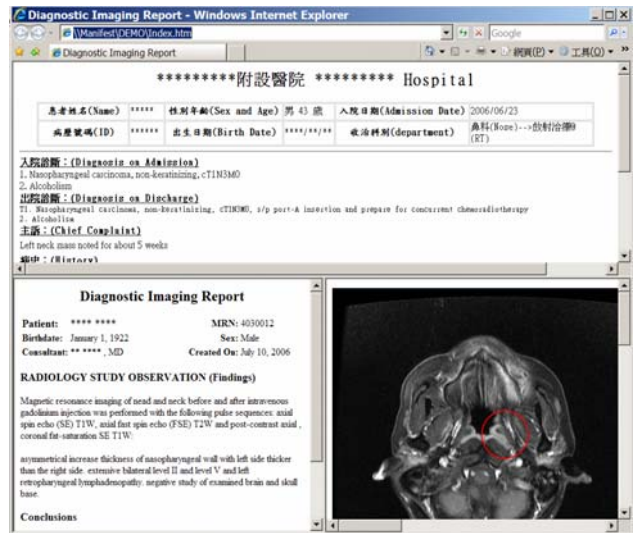 Diagnostic Imaging Report - Windows Internet Explorer
\\Manifest\DEMO\Index.htm
Google
Diagnostic Imaging Report
網頁(P)
工具(O)
*********附設醫院 ********* Hospital
患者姓名(Name) ***** 性別年齡(Sex and Age) 男 43 歲 入院日期(Admission Date) 2006/06/23
病歷號碼(ID) ****** 出生日期(Birth Date) ****/**/** 收治科別(department) 鼻科(Nose)-->放射治療
(RT)
入院診斷：(Diagnosis on Admission)
1. Nasopharyngeal carcinoma, non-keratinizing, cT1N3M0
2. Alcoholism
出院診斷：(Diagnosis on Discharge)
T1. Nasopharyngeal carcinoma, non-keratinizing, cT1N3M0, s/p port-A insertion and prepare for concurrent chemoradiotherapy
2. Alcoholism
主訴：(Chief Complaint)
Left neck mass noted for about 5 weeks
病史：(History)
Diagnostic Imaging Report
Patient: **** **** MRN: 4030012
Birthdate: January 1, 1922 Sex: Male
Consultant: ** **** , MD Created On: July 10, 2006
RADIOLOGY STUDY OBSERVATION (Findings)
Magnetic resonance imaging of nead and neck before and after intravenous
gadolinium injection was performed with the following pulse sequences: axial
spin echo (SE) T1W, axial fast spin echo (FSE) T2W and post-contrast axial ,
coronal fat-saturation SE T1W:
asymmetrical increase thickness of nasopharyngeal wall with left side thicker
than the right side. extensive bilateral level II and level V and left
retropharyngeal lymphadenopathy. negative study of examined brain and skull
base.
Conclusions